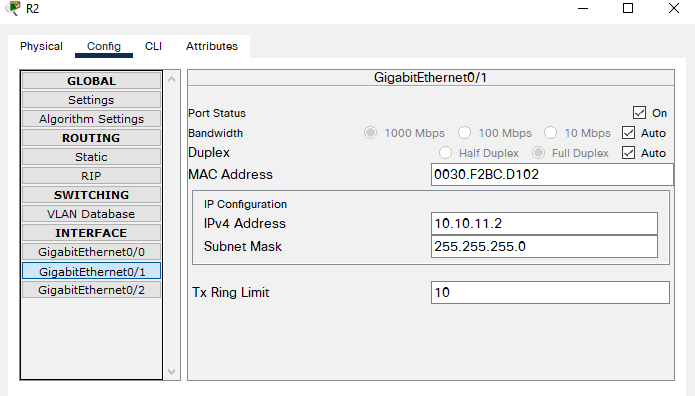 R2
Physical Config CLI Attributes
GLOBAL
Settings
Algorithm Settings
ROUTING
Static
RIP
SWITCHING
VLAN Database
INTERFACE
GigabitEthernet0/0
GigabitEthernet0/1
GigabitEthernet0/2
GigabitEthernet0/1
Port Status On
Bandwidth 1000 Mbps 100 Mbps 10 Mbps Auto
Duplex Half Duplex Full Duplex Auto
MAC Address 0030.F2BC.D102
IP Configuration
IPv4 Address 10.10.11.2
Subnet Mask 255.255.255.0
Tx Ring Limit 10